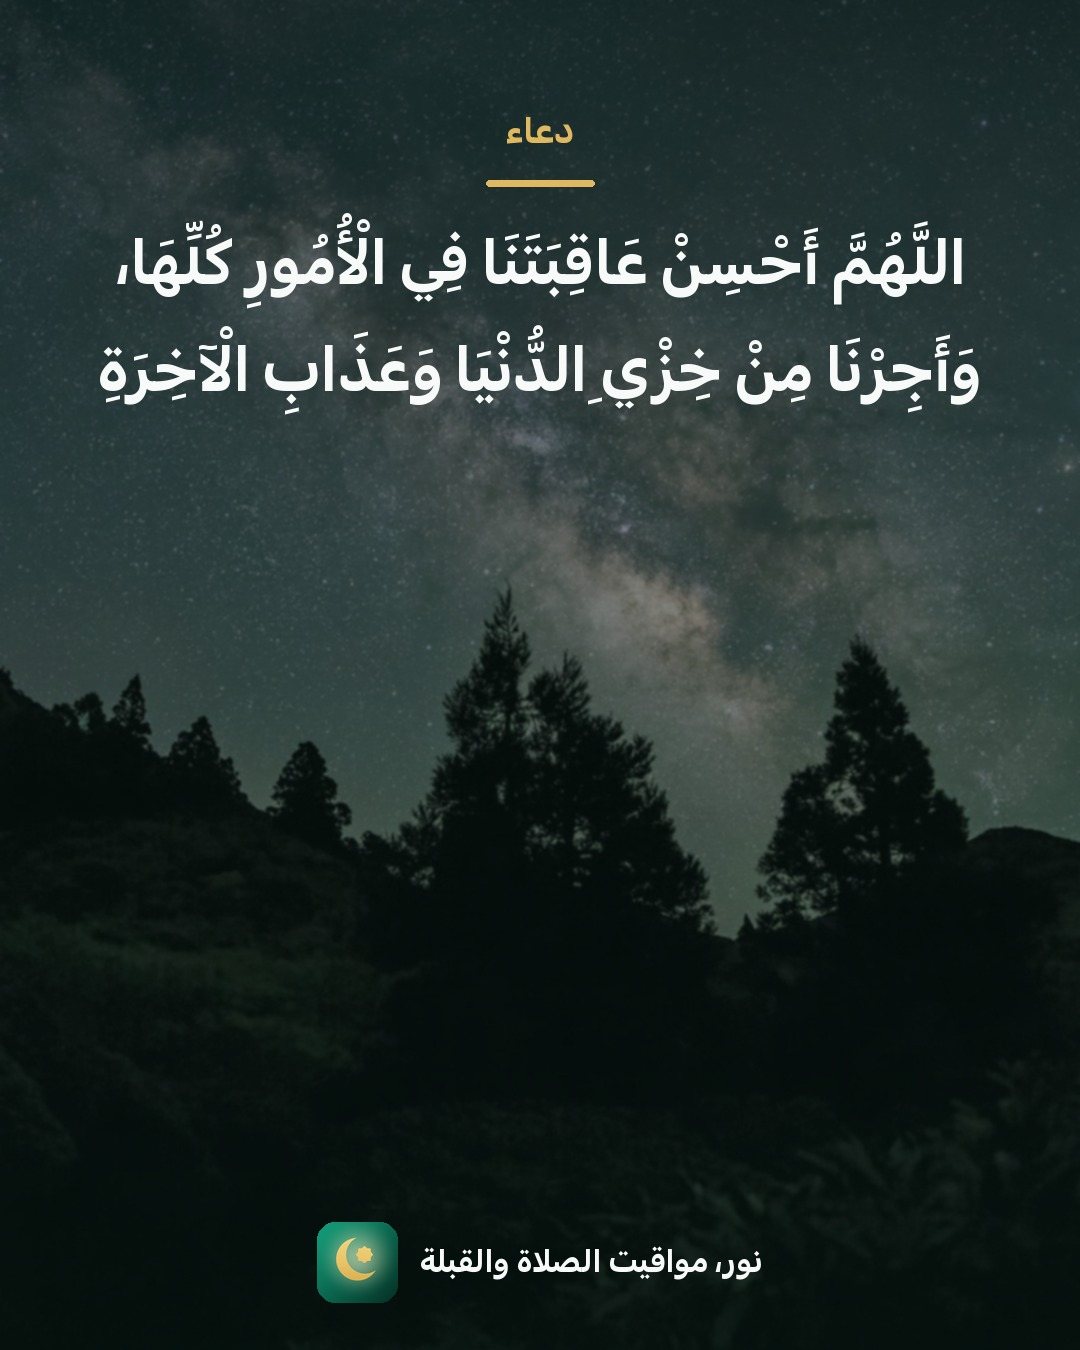 دعاء
اللَّهُمَّ أَحْسِنْ عَاقِبَتَنَا فِي الْأُمُورِ كُلِّهَا،
وَأَجِرْنَا مِنْ خِزْيِ الدُّنْيَا وَعَذَابِ الْآخِرَةِ
نور، مواقيت الصلاة والقبلة